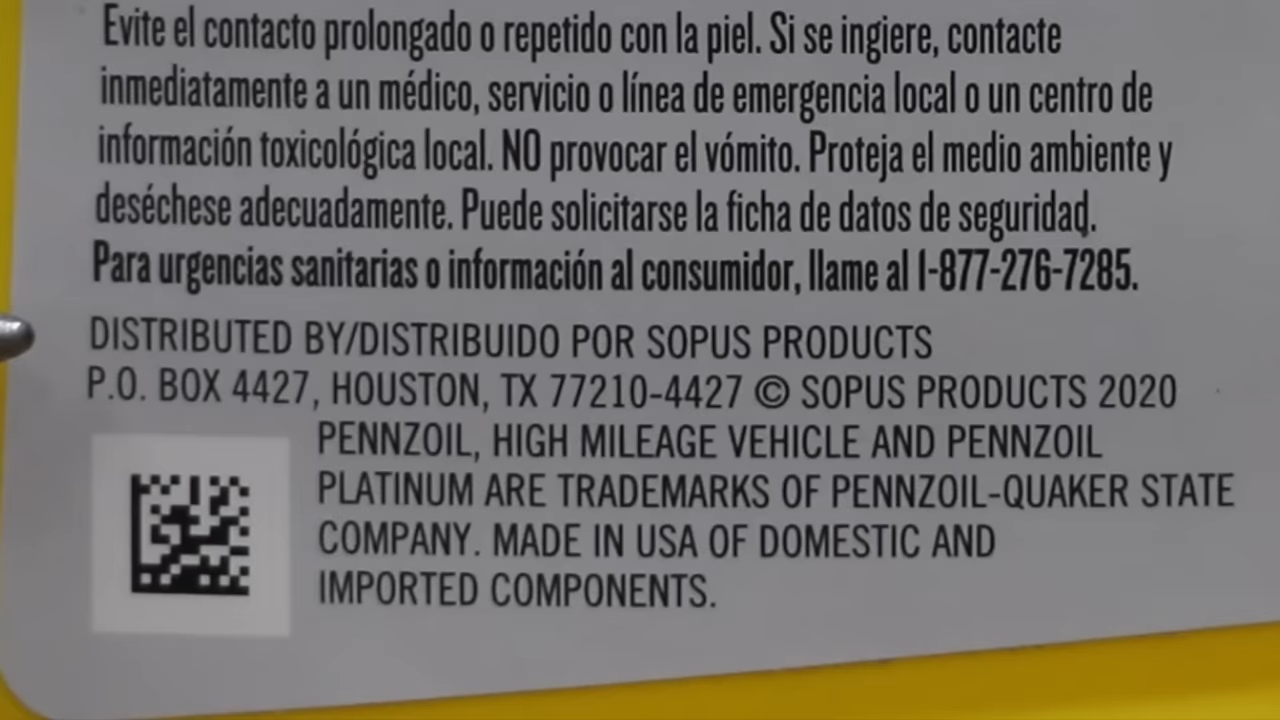 Evite el contacto prolongado o repetido con la piel. Si se ingiere, contacte
inmediatamente a un médico, servicio o línea de emergencia local o un centro de
información toxicológica local. NO provocar el vómito. Proteja el medio ambiente y
deséchese adecuadamente. Puede solicitarse la ficha de datos de seguridad.
Para urgencias sanitarias o información al consumidor, llame al 1-877-276-7285.
DISTRIBUTED BY/DISTRIBUIDO POR SOPUS PRODUCTS
P.O. BOX 4427, HOUSTON, TX 77210-4427 © SOPUS PRODUCTS 2020
PENNZOIL, HIGH MILEAGE VEHICLE AND PENNZOIL
PLATINUM ARE TRADEMARKS OF PENNZOIL-QUAKER STATE
COMPANY. MADE IN USA OF DOMESTIC AND
IMPORTED COMPONENTS.